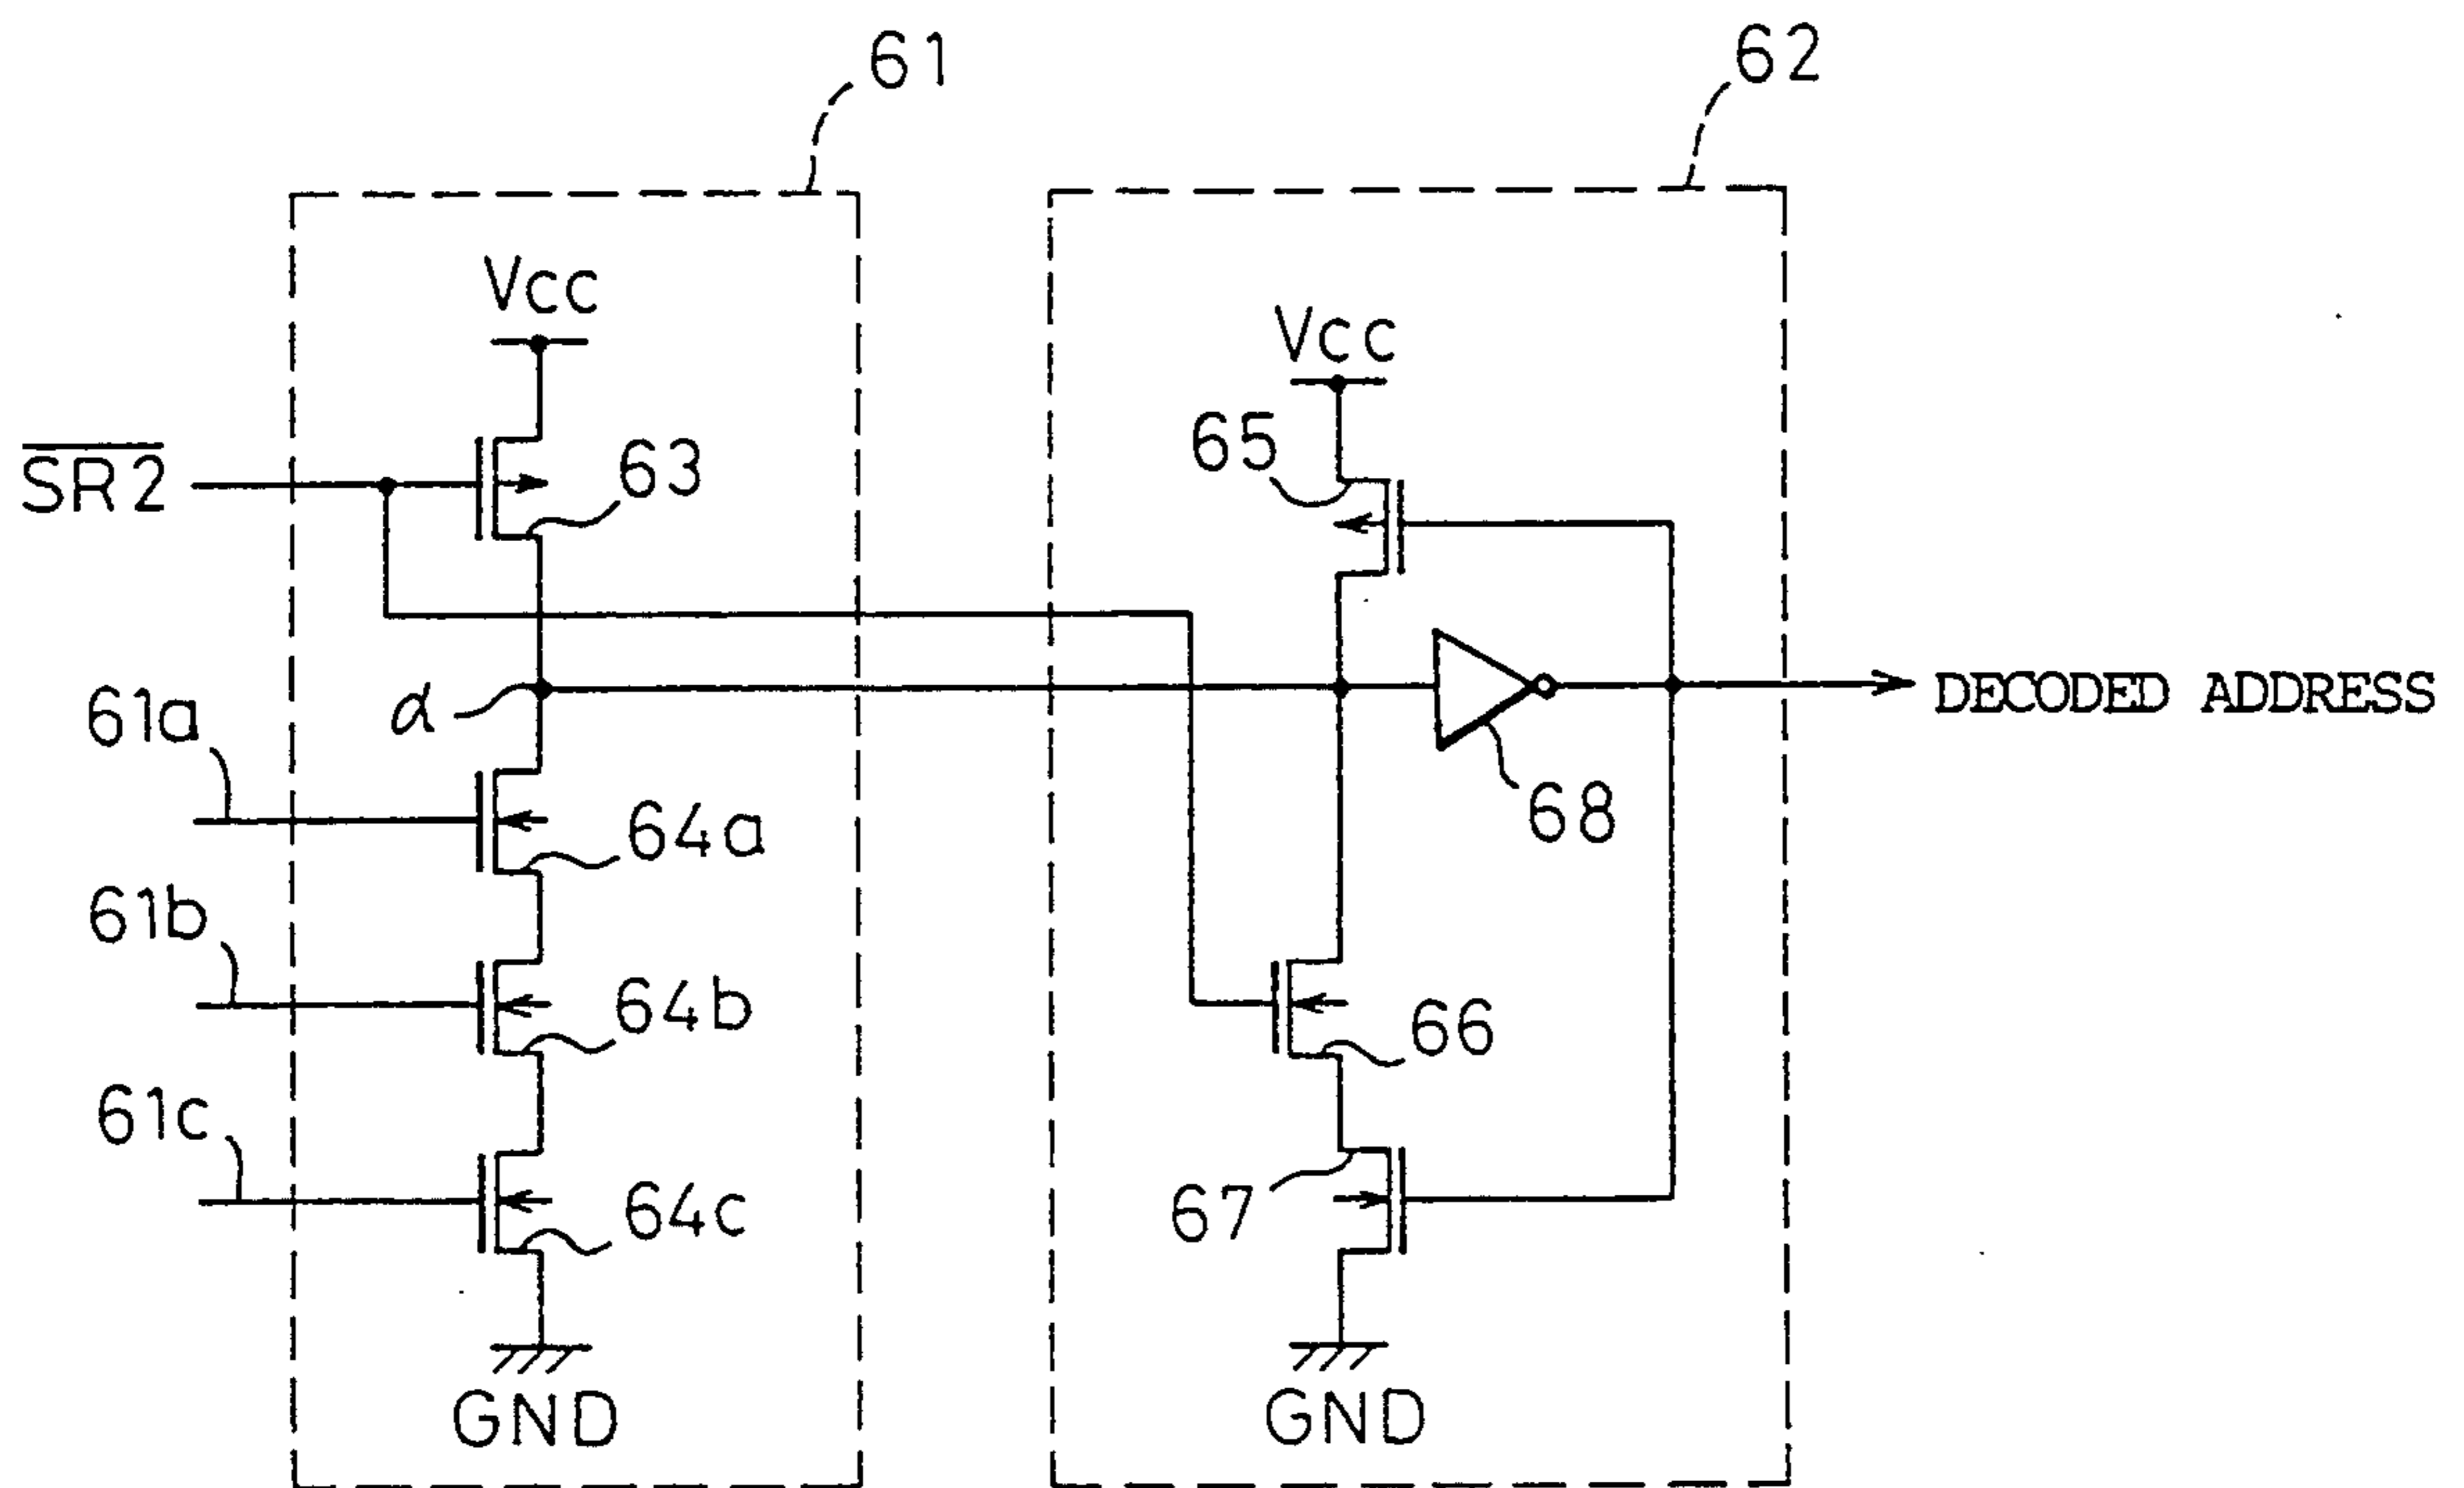 61
62
Vcc
Vcc
65
SR2
63
α
61a
DECODED ADDRESS
64a
68
61b
64b
66
61c
64c
67
GND
GND